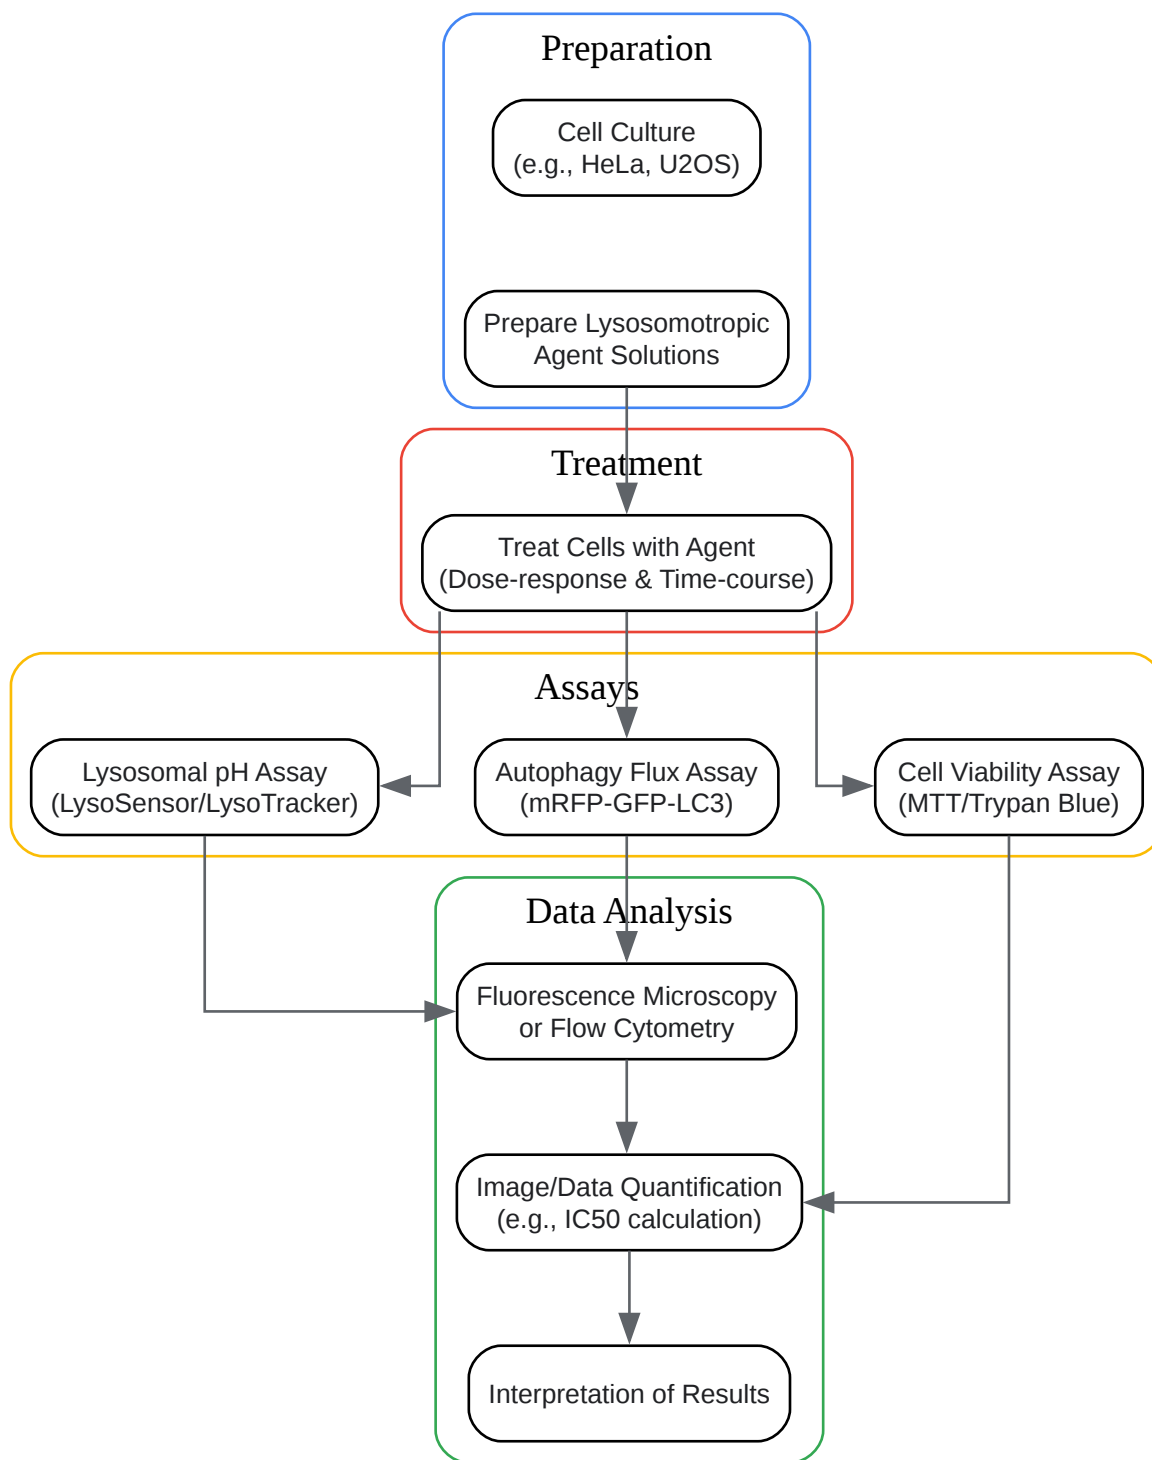 Preparation
Cell Culture
(e.g., HeLa, U2OS)
Prepare Lysosomotropic
Agent Solutions
Treatment
Treat Cells with Agent
(Dose-response & Time-course)
Assays
Lysosomal pH Assay
(LysoSensor/LysoTracker)
Autophagy Flux Assay
(mRFP-GFP-LC3)
Cell Viability Assay
(MTT/Trypan Blue)
Data Analysis
Fluorescence Microscopy
or Flow Cytometry
Image/Data Quantification
(e.g., IC50 calculation)
Interpretation of Results